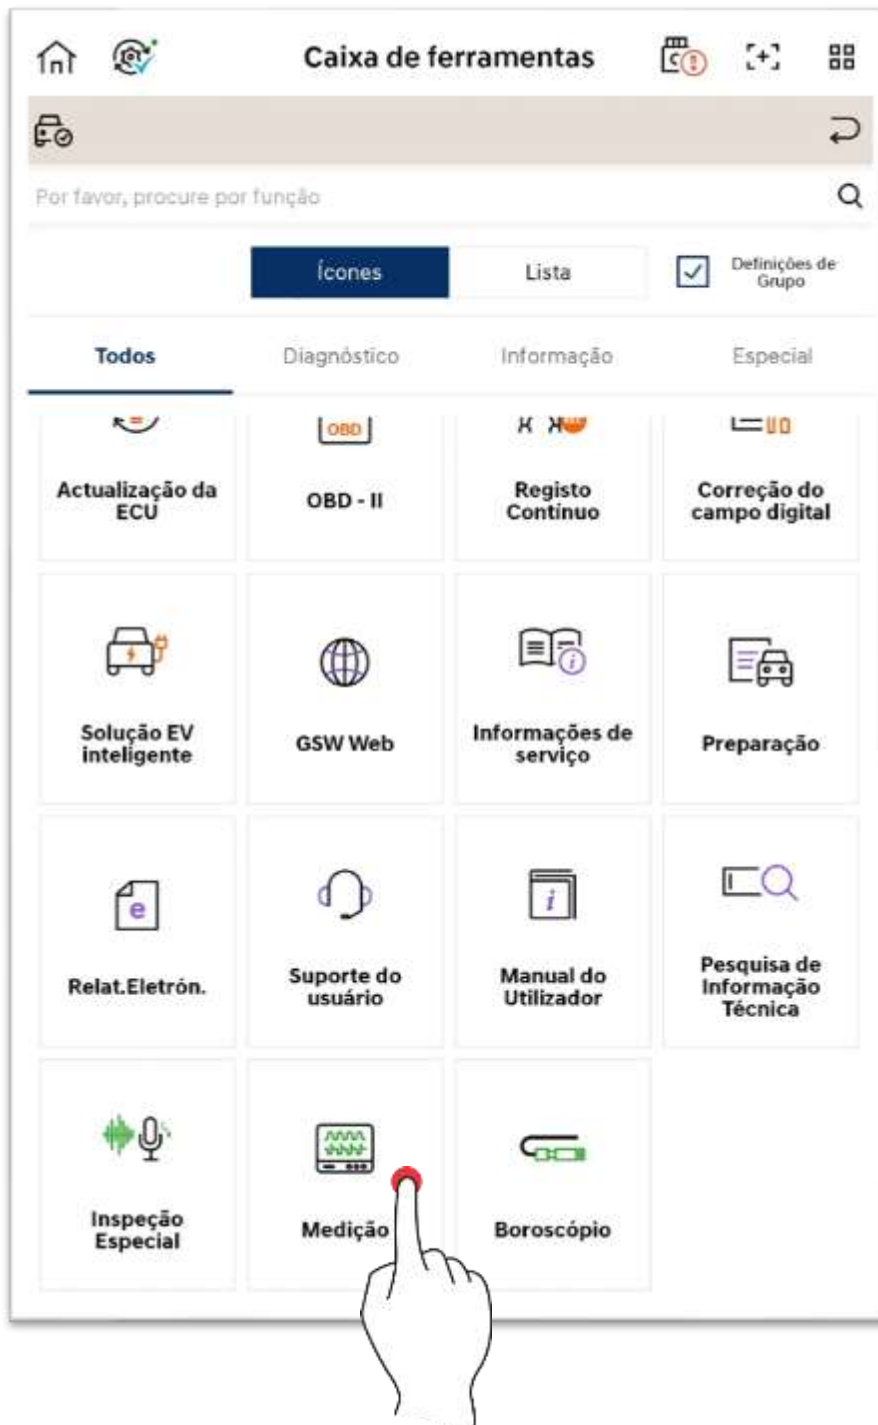 Caixa de ferramentas
Por favor, procure por função
Ícones
Lista
Definições de
Grupo
Todos
Diagnóstico
Informação
Especial
OBD
Actualização da
ECU
OBD - II
Registo
Contínuo
Correção do
campo digital
Solução EV
inteligente
GSW Web
i
Informações de
serviço
Preparação
e
Relat.Eletrón.
Suporte do
usuário
i
Manual do
Utilizador
Pesquisa de
Informação
Técnica
Inspeção
Especial
Medição
Boroscópio